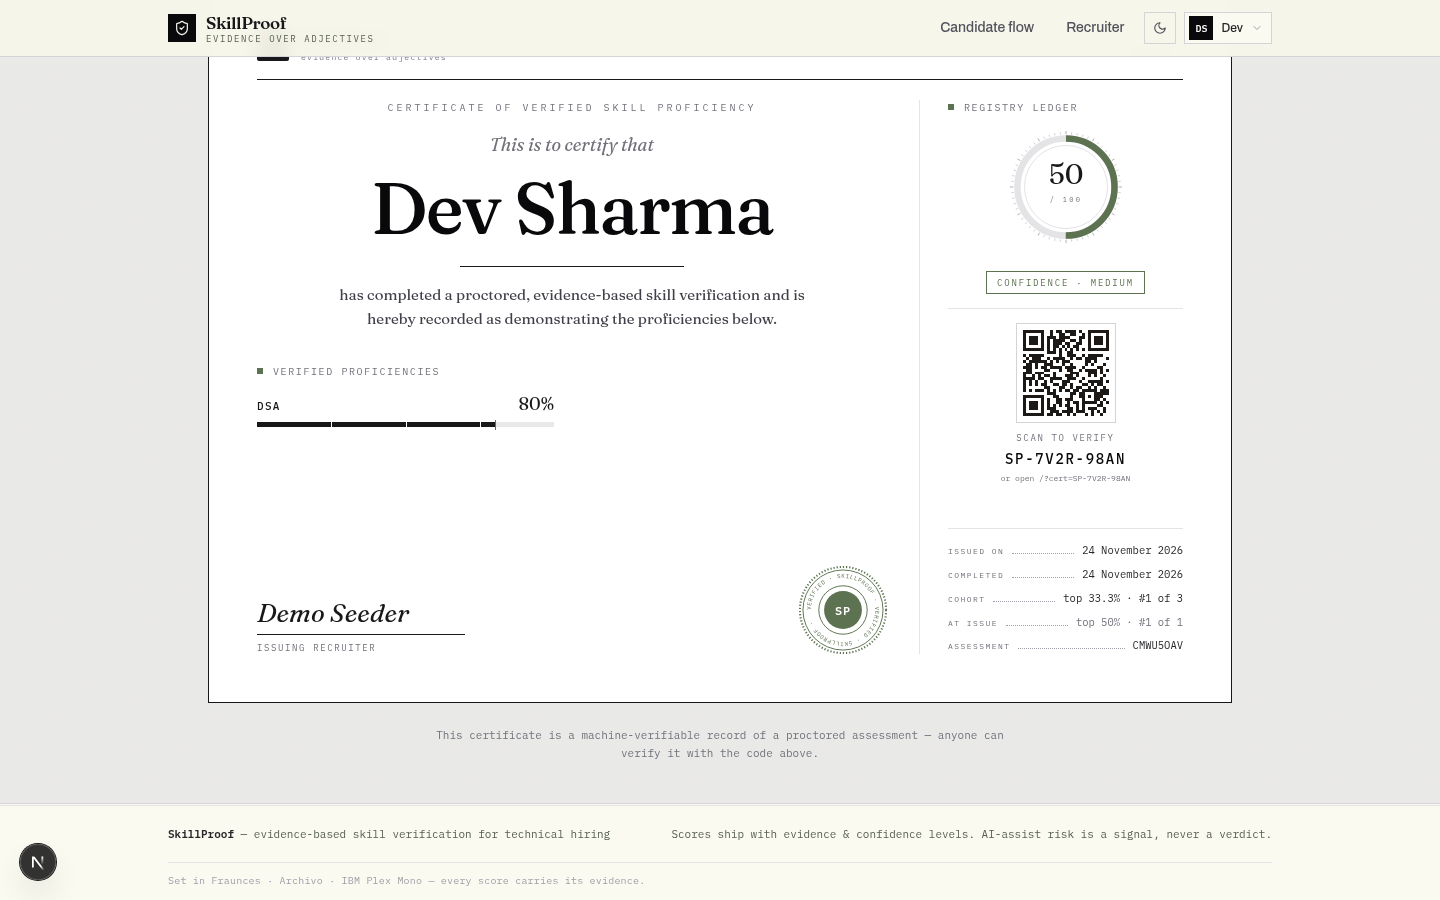 SkillProof
EVIDENCE OVER ADJECTIVES
Candidate flow
Recruiter
DS
Dev
evidence over adjectives
CERTIFICATE OF VERIFIED SKILL PROFICIENCY
This is to certify that
Dev Sharma
has completed a proctored, evidence-based skill verification and is
hereby recorded as demonstrating the proficiencies below.
VERIFIED PROFICIENCIES
DSA 80%
Demo Seeder
ISSUING RECRUITER
VERIFIED · SKILLPROOF · VERIFIED · SKILLPROOF ·
SP
REGISTRY LEDGER
50
/ 100
CONFIDENCE · MEDIUM
SCAN TO VERIFY
SP-7V2R-98AN
or open /?cert=SP-7V2R-98AN
ISSUED ON 24 November 2026
COMPLETED 24 November 2026
COHORT top 33.3% · #1 of 3
AT ISSUE top 50% · #1 of 1
ASSESSMENT CMWU5OAV
This certificate is a machine-verifiable record of a proctored assessment — anyone can
verify it with the code above.
SkillProof — evidence-based skill verification for technical hiring
Scores ship with evidence & confidence levels. AI-assist risk is a signal, never a verdict.
Set in Fraunces · Archivo · IBM Plex Mono — every score carries its evidence.
N